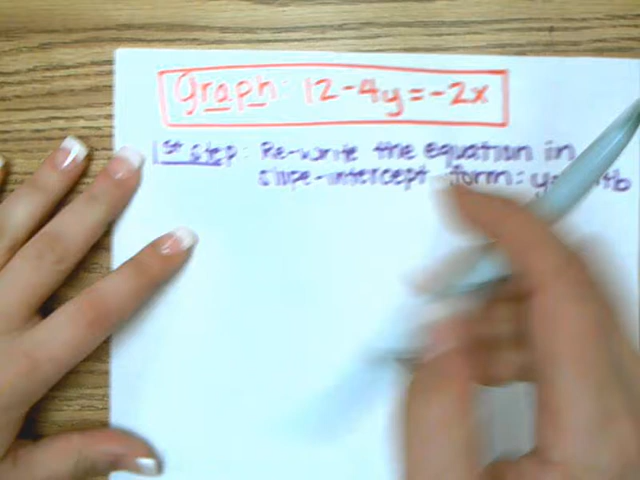 Graph: 12-4y=-2x
1st step: Re-write the equation in
slope-intercept form: y